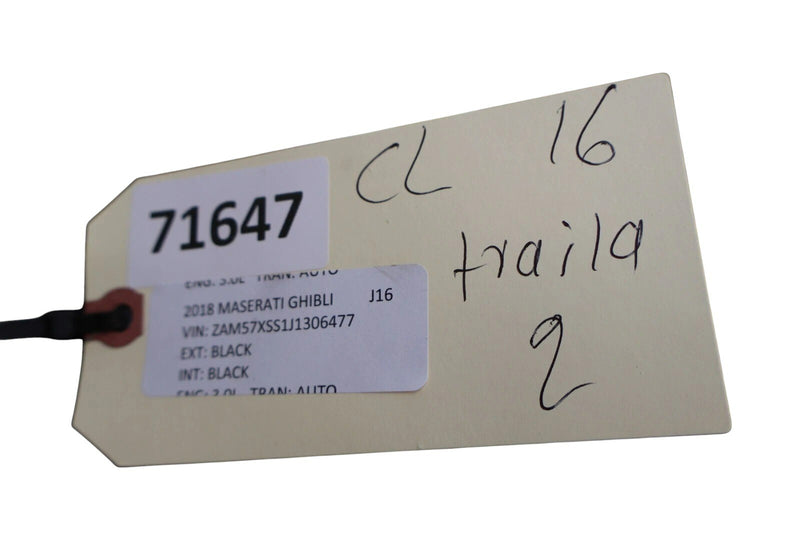 CL 16
71647
traila
2
ENG: 3.0L TRAN: AUTO
2018 MASERATI GHIBLI J16
VIN: ZAM57XSS1J1306477
EXT: BLACK
INT: BLACK
ENG: 3.0L TRAN: AUTO